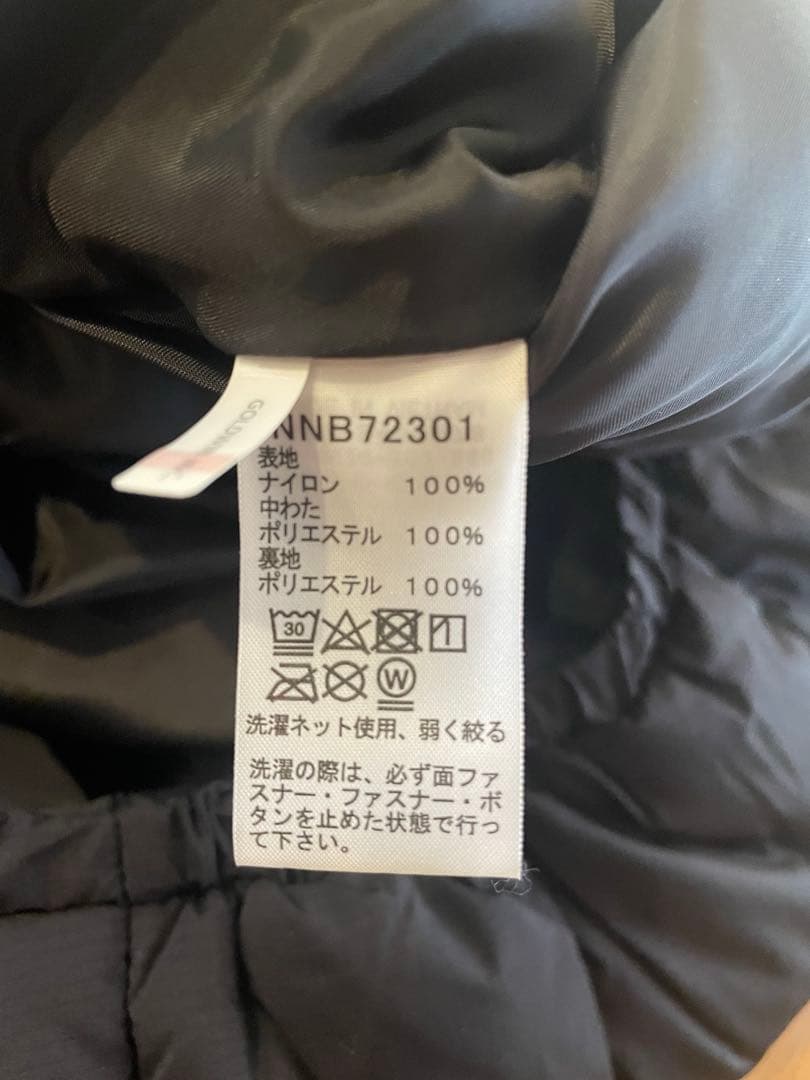 GOLDWIN
NNB72301
表地
ナイロン 100%
中わた
ポリエステル 100%
裏地
ポリエステル 100%
30
W
洗濯ネット使用、弱く絞る
洗濯の際は、必ず面ファ
スナー・ファスナー・ボ
タンを止めた状態で行っ
て下さい。